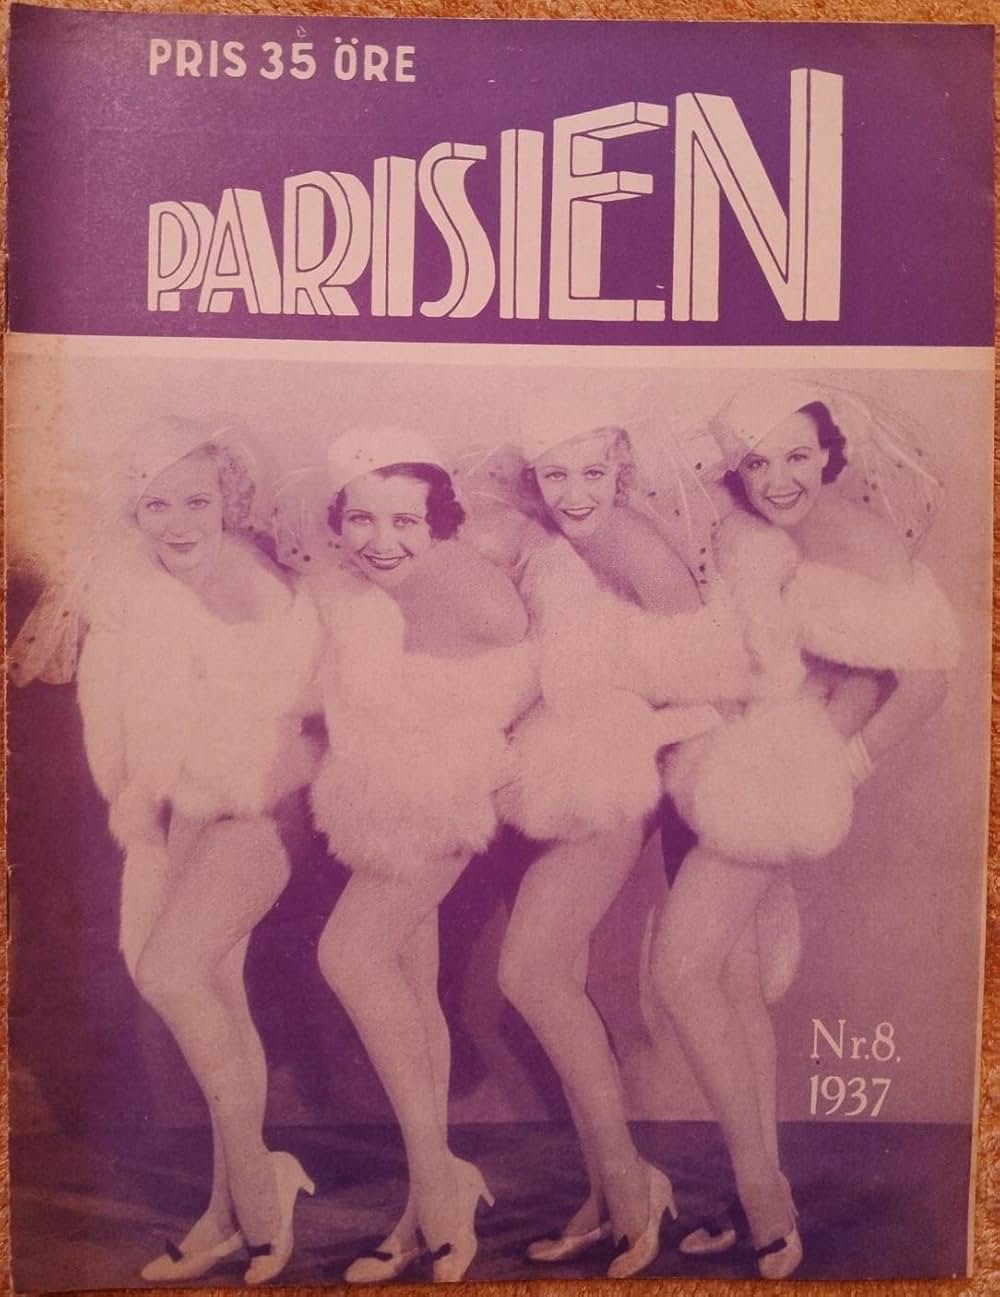 PRIS 35 ÖRE
PARISIEN
Nr.8.
1937